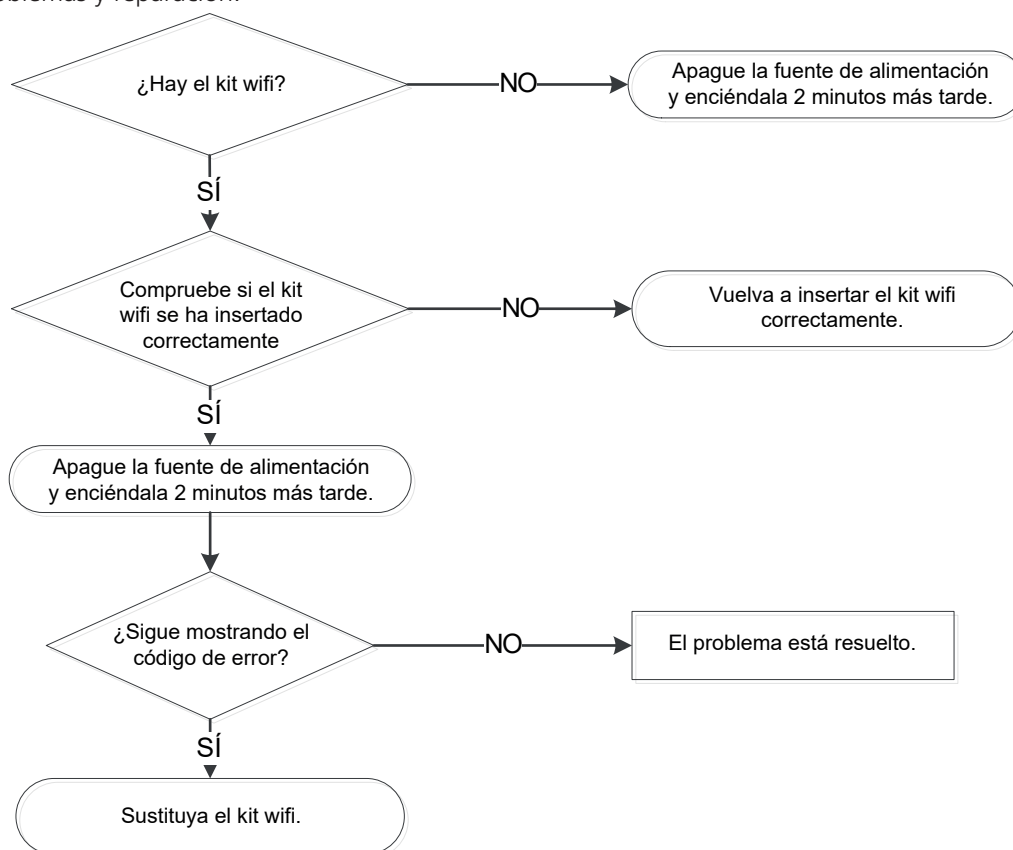 y reparación.
¿Hay el kit wifi?
NO
Apague la fuente de alimentación
y enciéndala 2 minutos más tarde.
SÍ
Compruebe si el kit
wifi se ha insertado
correctamente
NO
Vuelva a insertar el kit wifi
correctamente.
SÍ
Apague la fuente de alimentación
y enciéndala 2 minutos más tarde.
¿Sigue mostrando el
código de error?
NO
El problema está resuelto.
SÍ
Sustituya el kit wifi.